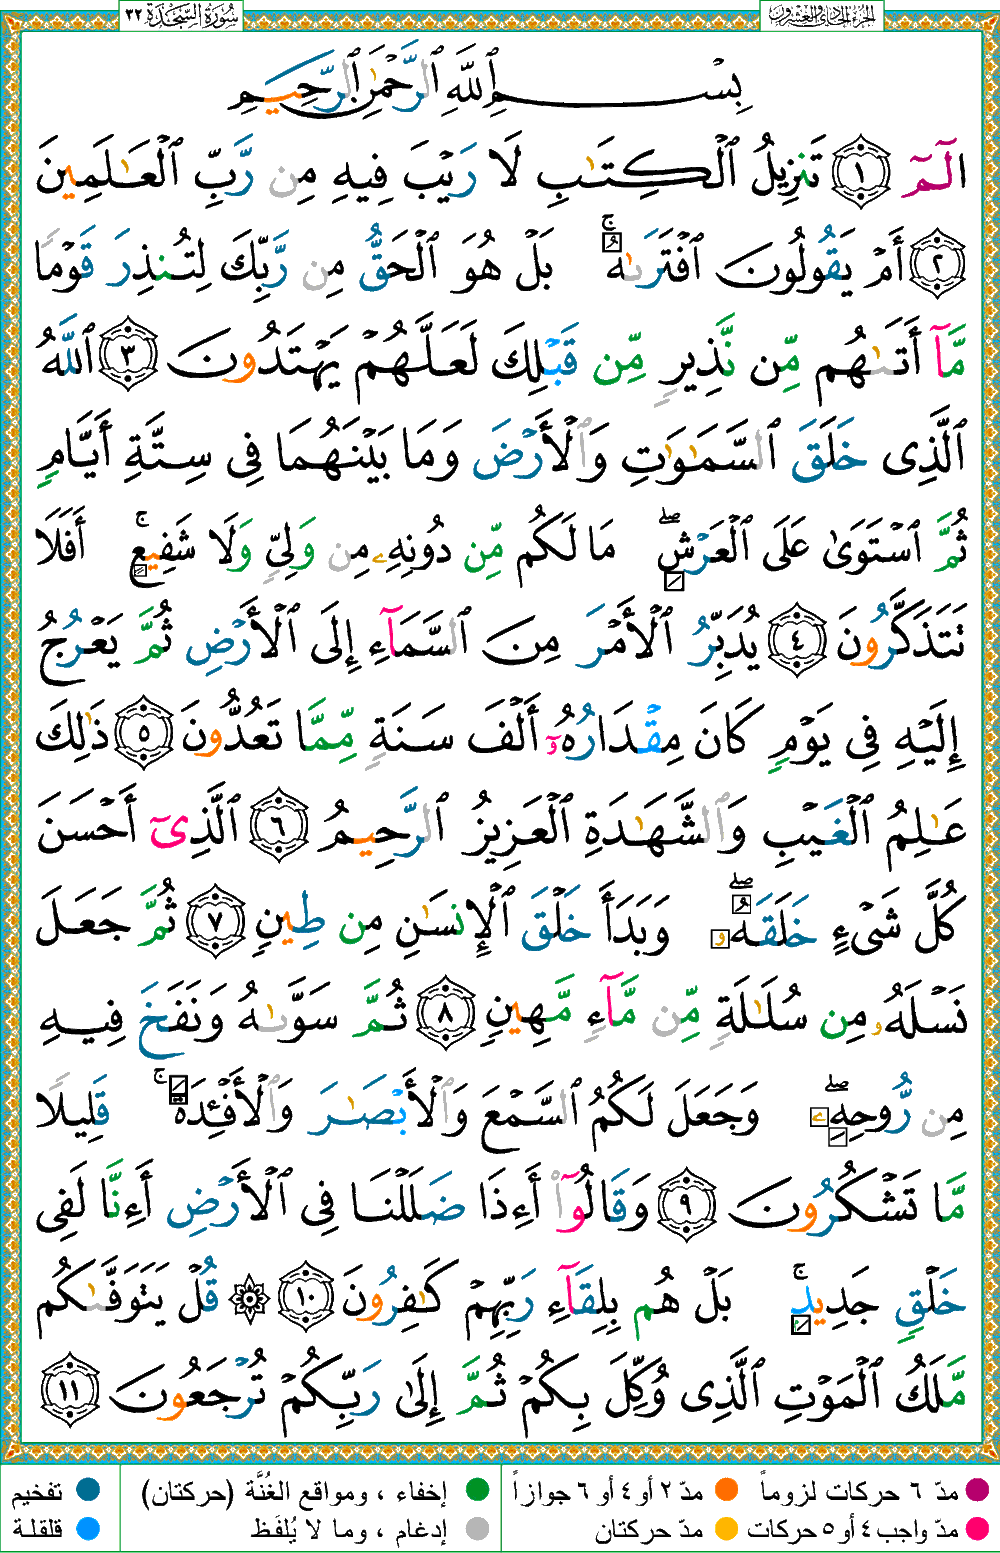 سُورَةُ السَّجْدَة ٣٢
الجزء الحادي والعشرون
بِسْمِ ٱللَّهِ ٱلرَّحْمَٰنِ ٱلرَّحِيمِ
الٓمٓ ١ تَنزِيلُ ٱلْكِتَٰبِ لَا رَيْبَ فِيهِ مِن رَّبِّ ٱلْعَٰلَمِينَ
٢ أَمْ يَقُولُونَ ٱفْتَرَىٰهُ ۚ بَلْ هُوَ ٱلْحَقُّ مِن رَّبِّكَ لِتُنذِرَ قَوْمًا
مَّآ أَتَىٰهُم مِّن نَّذِيرٍ مِّن قَبْلِكَ لَعَلَّهُمْ يَهْتَدُونَ ٣ ٱللَّهُ
ٱلَّذِى خَلَقَ ٱلسَّمَٰوَٰتِ وَٱلْأَرْضَ وَمَا بَيْنَهُمَا فِى سِتَّةِ أَيَّامٍ
ثُمَّ ٱسْتَوَىٰ عَلَى ٱلْعَرْشِ ۖ مَا لَكُم مِّن دُونِهِۦ مِن وَلِىٍّ وَلَا شَفِيعٍ ۚ أَفَلَا
تَتَذَكَّرُونَ ٤ يُدَبِّرُ ٱلْأَمْرَ مِنَ ٱلسَّمَآءِ إِلَى ٱلْأَرْضِ ثُمَّ يَعْرُجُ
إِلَيْهِ فِى يَوْمٍ كَانَ مِقْدَارُهُۥٓ أَلْفَ سَنَةٍ مِّمَّا تَعُدُّونَ ٥ ذَٰلِكَ
عَٰلِمُ ٱلْغَيْبِ وَٱلشَّهَٰدَةِ ٱلْعَزِيزُ ٱلرَّحِيمُ ٦ ٱلَّذِىٓ أَحْسَنَ
كُلَّ شَىْءٍ خَلَقَهُۥ ۖ وَبَدَأَ خَلْقَ ٱلْإِنسَٰنِ مِن طِينٍ ٧ ثُمَّ جَعَلَ
نَسْلَهُۥ مِن سُلَٰلَةٍ مِّن مَّآءٍ مَّهِينٍ ٨ ثُمَّ سَوَّىٰهُ وَنَفَخَ فِيهِ
مِن رُّوحِهِۦ ۖ وَجَعَلَ لَكُمُ ٱلسَّمْعَ وَٱلْأَبْصَٰرَ وَٱلْأَفْـِٔدَةَ ۚ قَلِيلًا
مَّا تَشْكُرُونَ ٩ وَقَالُوٓا۟ أَءِذَا ضَلَلْنَا فِى ٱلْأَرْضِ أَءِنَّا لَفِى
خَلْقٍ جَدِيدٍ ۚ بَلْ هُم بِلِقَآءِ رَبِّهِمْ كَٰفِرُونَ ١٠ ۞ قُلْ يَتَوَفَّىٰكُم
مَّلَكُ ٱلْمَوْتِ ٱلَّذِى وُكِّلَ بِكُمْ ثُمَّ إِلَىٰ رَبِّكُمْ تُرْجَعُونَ ١١
مدّ ٦ حركات لزوماً
مدّ ٢ أو ٤ أو ٦ جوازاً
إخفاء ، ومواقع الغُنَّة (حركتان)
تفخيم
مدّ واجب ٤ أو ٥ حركات
مدّ حركتان
إدغام ، وما لا يُلفَظ
قلقلة